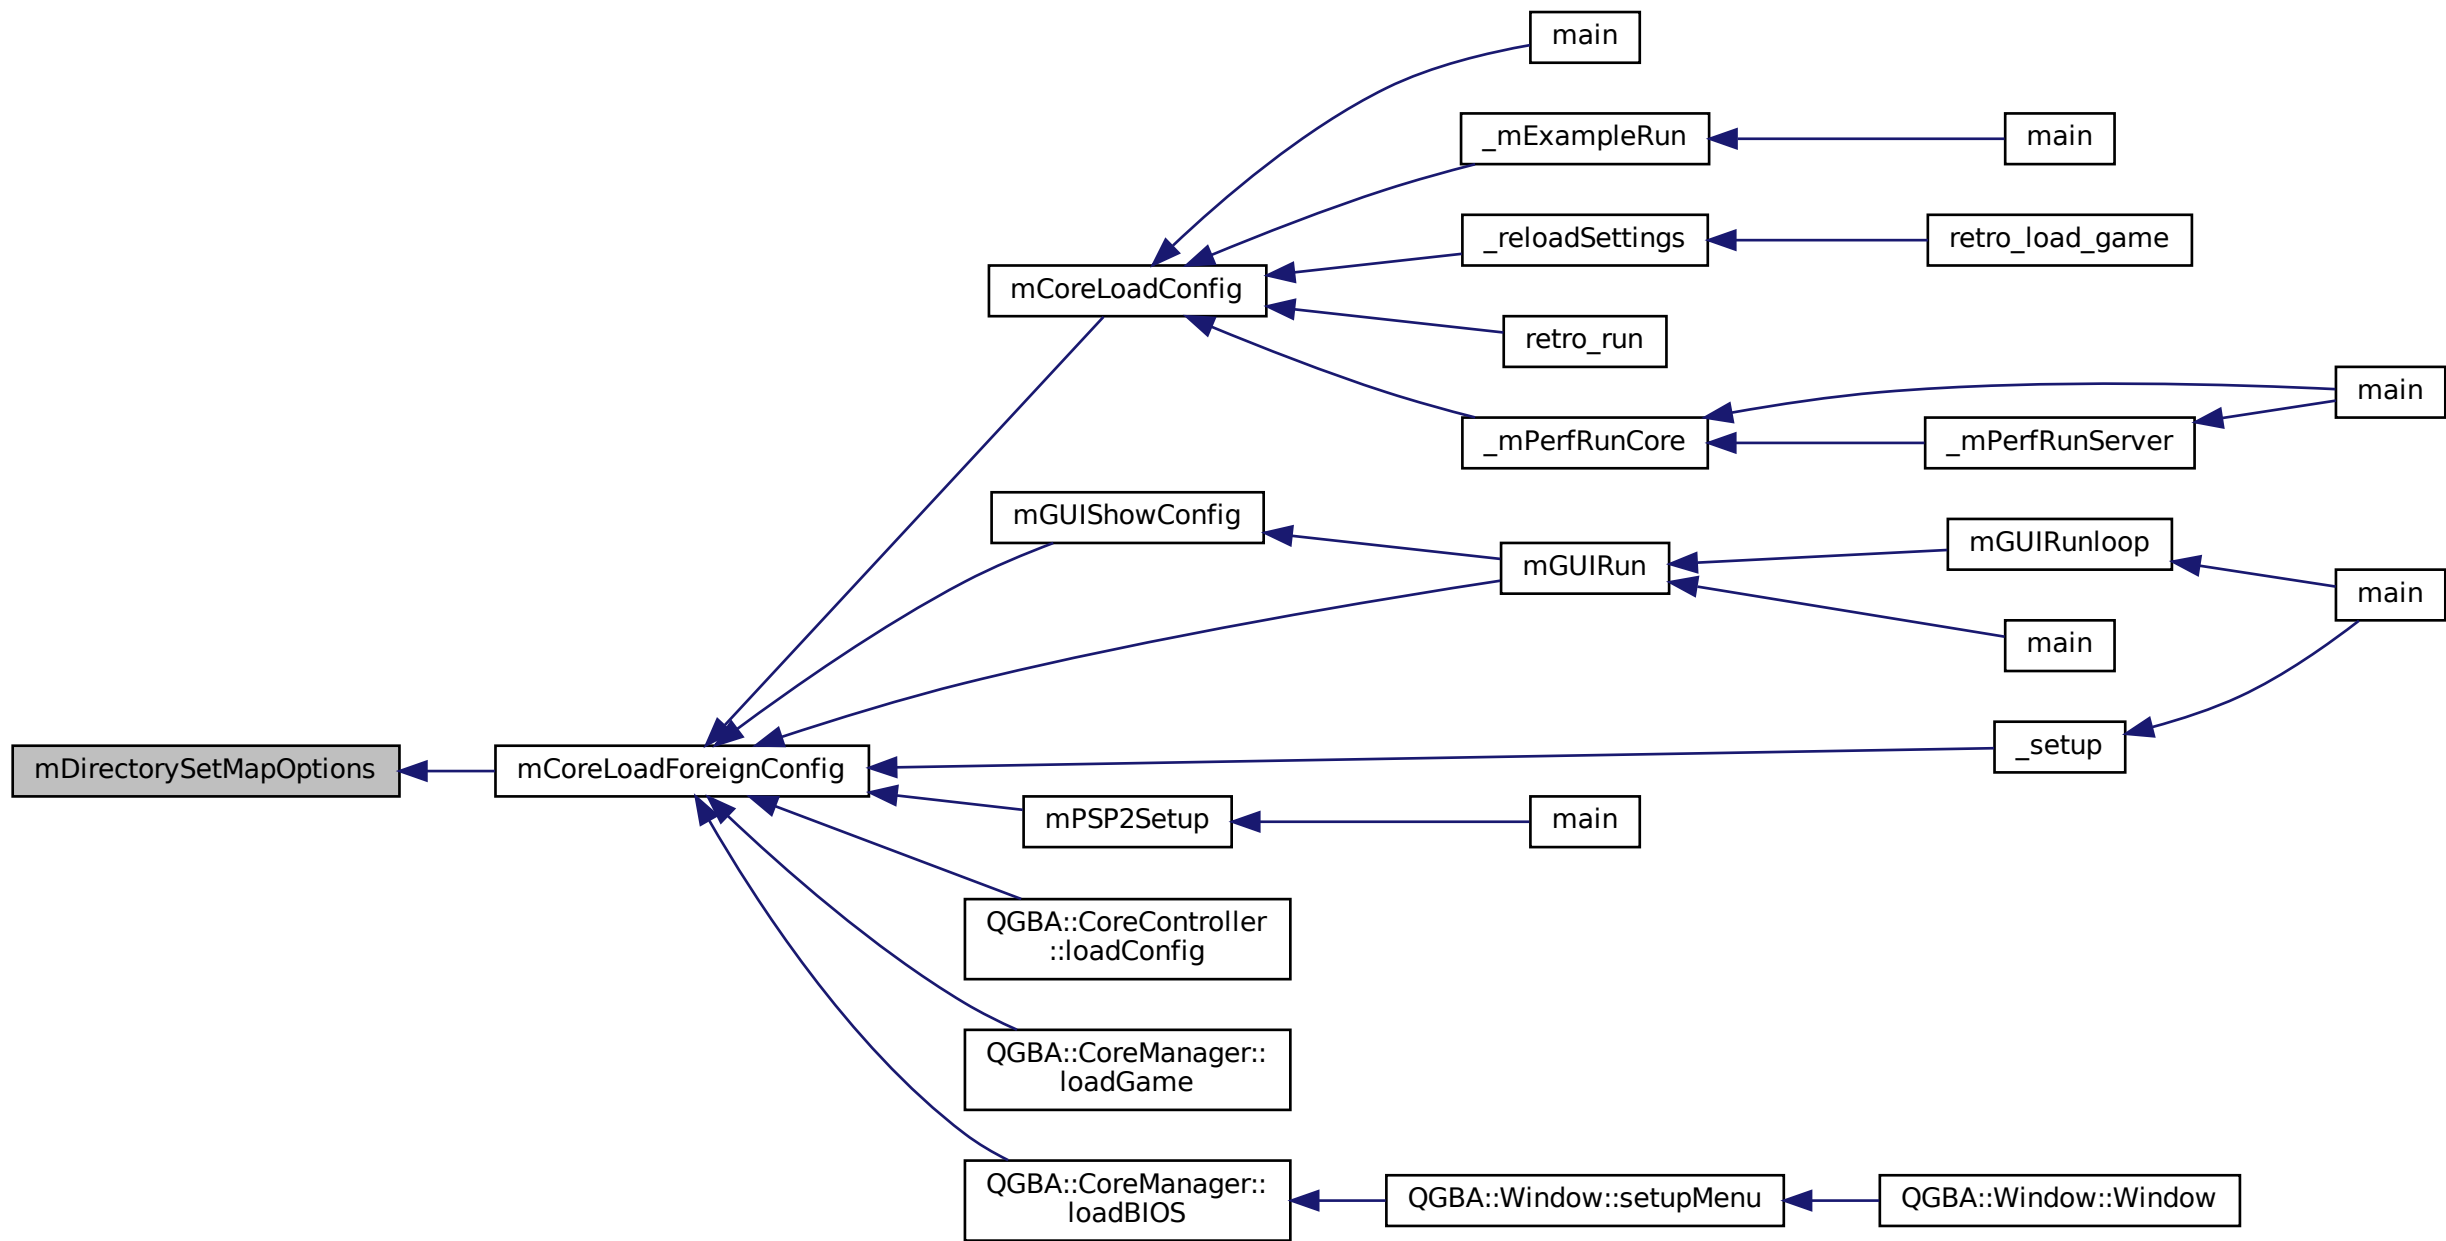 main
_mExampleRun
main
_reloadSettings
retro_load_game
mCoreLoadConfig
retro_run
main
_mPerfRunCore
_mPerfRunServer
mGUIShowConfig
mGUIRunloop
mGUIRun
main
main
_setup
mDirectorySetMapOptions
mCoreLoadForeignConfig
mPSP2Setup
main
QGBA::CoreController
::loadConfig
QGBA::CoreManager::
loadGame
QGBA::CoreManager::
loadBIOS
QGBA::Window::setupMenu
QGBA::Window::Window